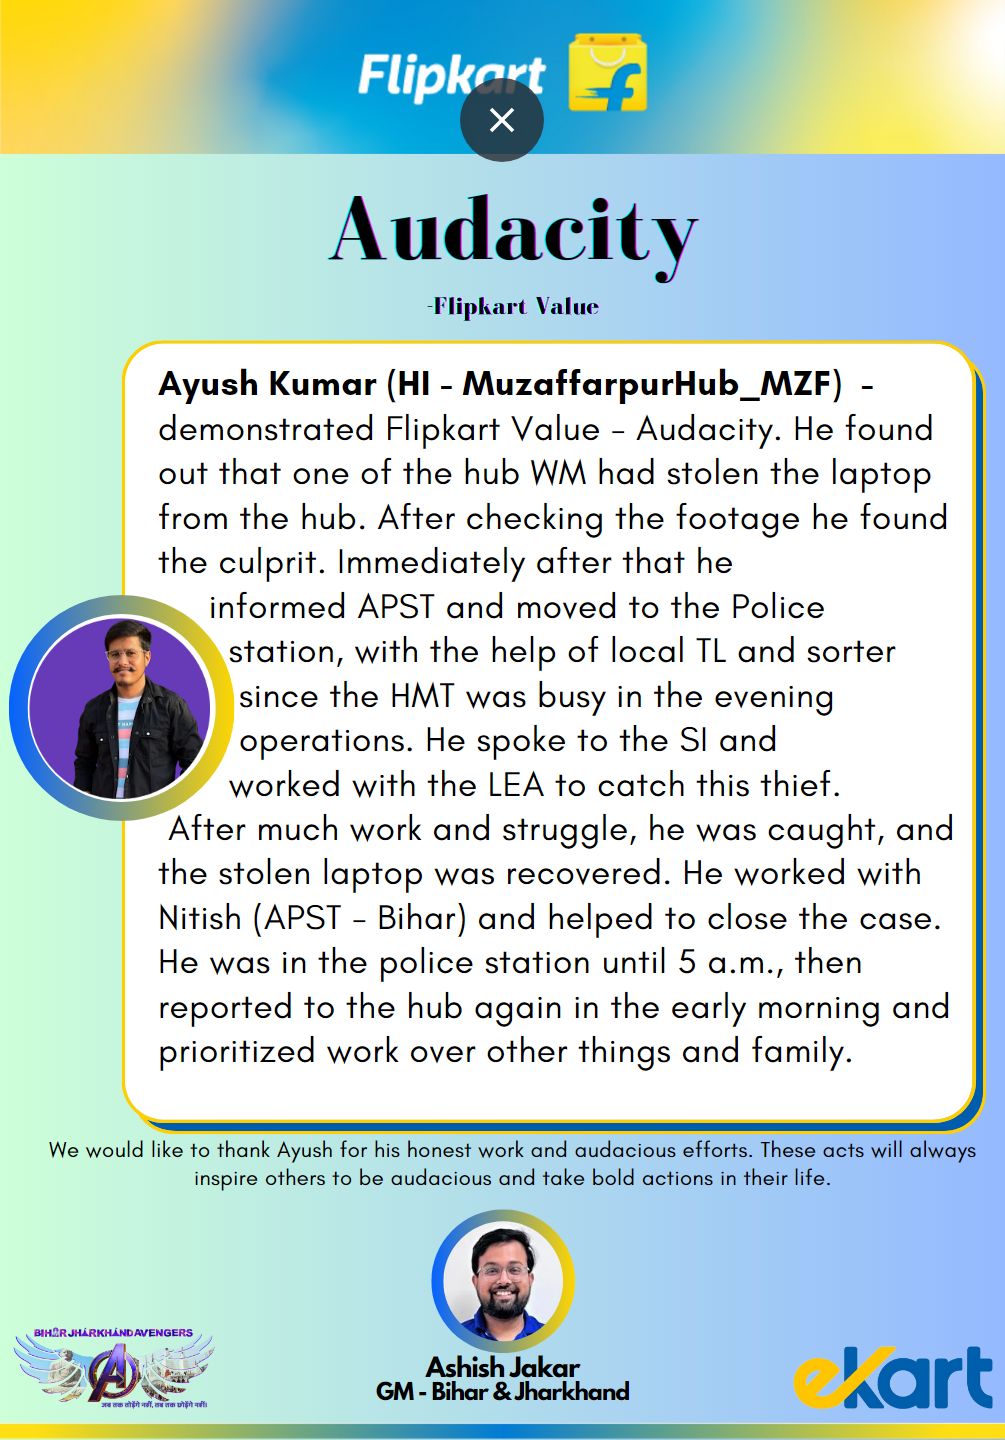 Flipkart
Audacity
-Flipkart Value
Ayush Kumar (HI - MuzaffarpurHub_MZF) -
demonstrated Flipkart Value - Audacity. He found
out that one of the hub WM had stolen the laptop
from the hub. After checking the footage he found
the culprit. Immediately after that he
informed APST and moved to the Police
station, with the help of local TL and sorter
since the HMT was busy in the evening
operations. He spoke to the SI and
worked with the LEA to catch this thief.
After much work and struggle, he was caught, and
the stolen laptop was recovered. He worked with
Nitish (APST - Bihar) and helped to close the case.
He was in the police station until 5 a.m., then
reported to the hub again in the early morning and
prioritized work over other things and family.
We would like to thank Ayush for his honest work and audacious efforts. These acts will always
inspire others to be audacious and take bold actions in their life.
Ashish Jakar
GM - Bihar & Jharkhand
BIHAR JHARKHAND AVENGERS
जब तक तोड़ेंगे नहीं, तब तक छोड़ेंगे नहीं।
ekart